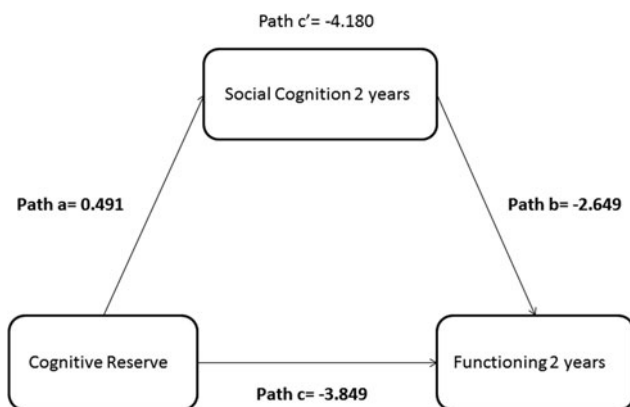 Path c'= -4.180
Social Cognition 2 years
Path a= 0.491
Path b= -2.649
Cognitive Reserve
Functioning 2 years
Path c= -3.849